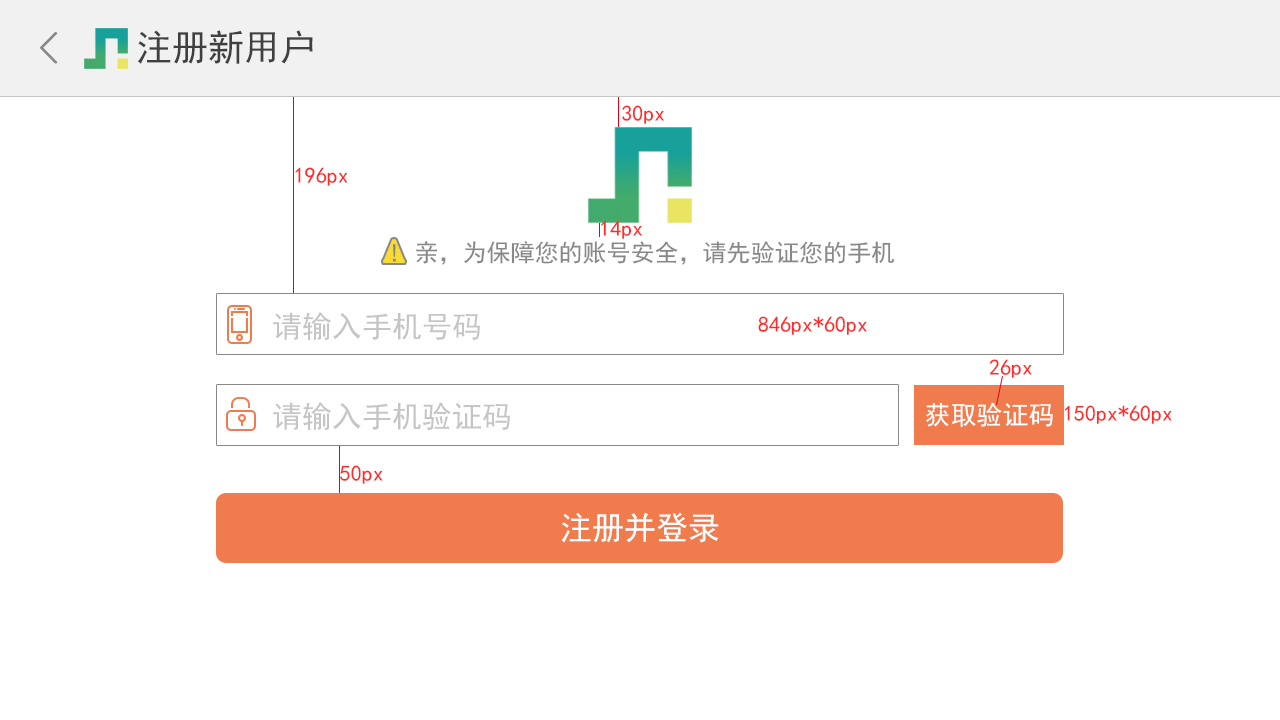 注册新用户
30px
196px
14px
亲，为保障您的账号安全，请先验证您的手机
请输入手机号码
846px*60px
26px
请输入手机验证码
获取验证码
150px*60px
50px
注册并登录